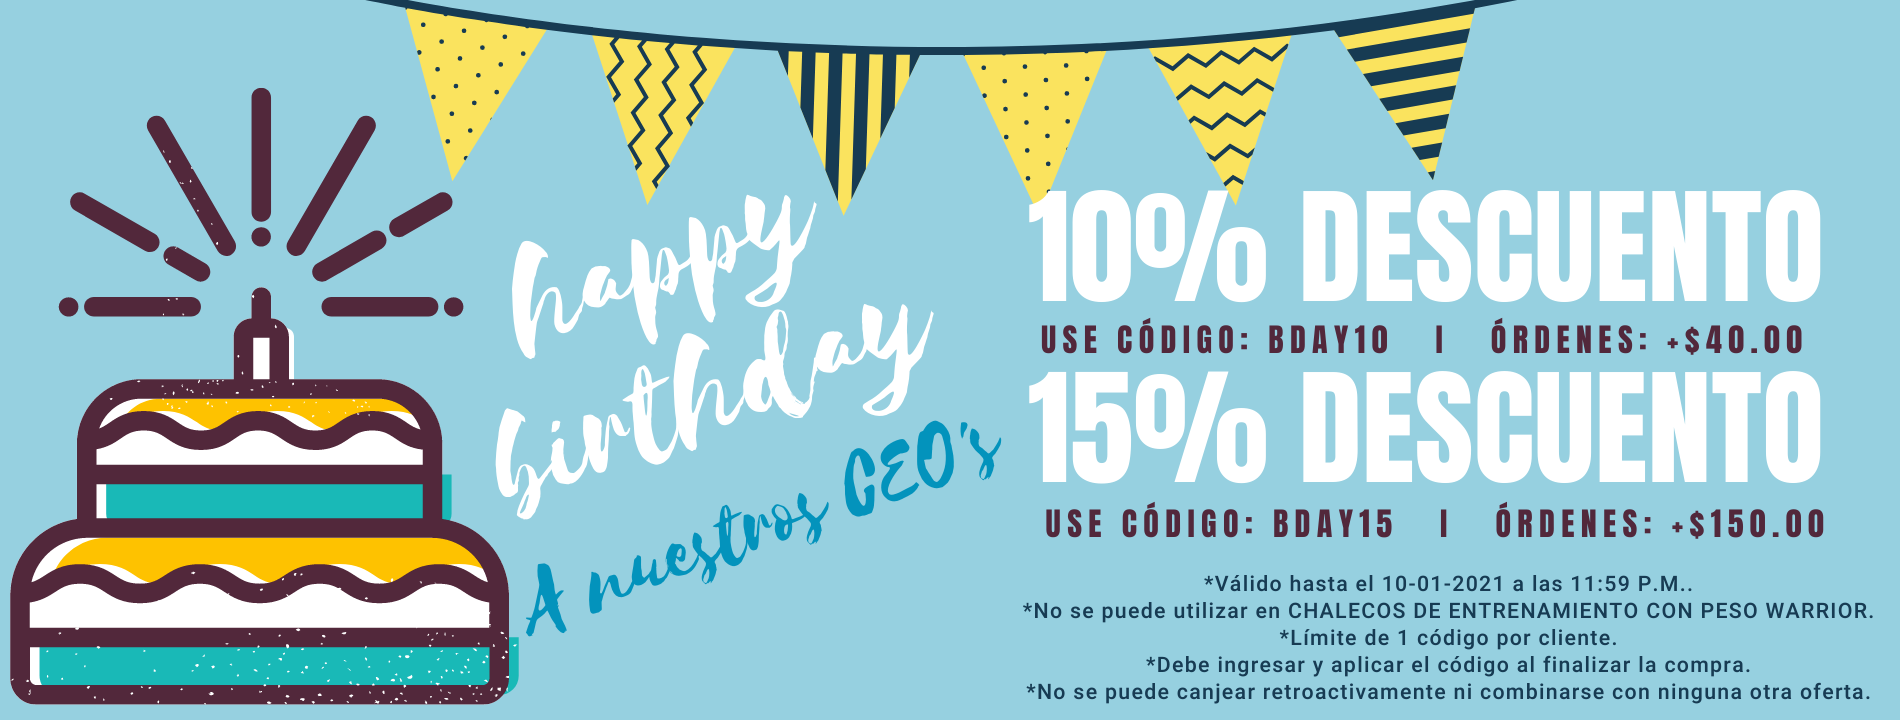 happy
birthday
A nuestros CEO's
10% DESCUENTO
USE CÓDIGO: BDAY10 | ÓRDENES: +$40.00
15% DESCUENTO
USE CÓDIGO: BDAY15 | ÓRDENES: +$150.00
*Válido hasta el 10-01-2021 a las 11:59 P.M..
*No se puede utilizar en CHALECOS DE ENTRENAMIENTO CON PESO WARRIOR.
*Límite de 1 código por cliente.
*Debe ingresar y aplicar el código al finalizar la compra.
*No se puede canjear retroactivamente ni combinarse con ninguna otra oferta.